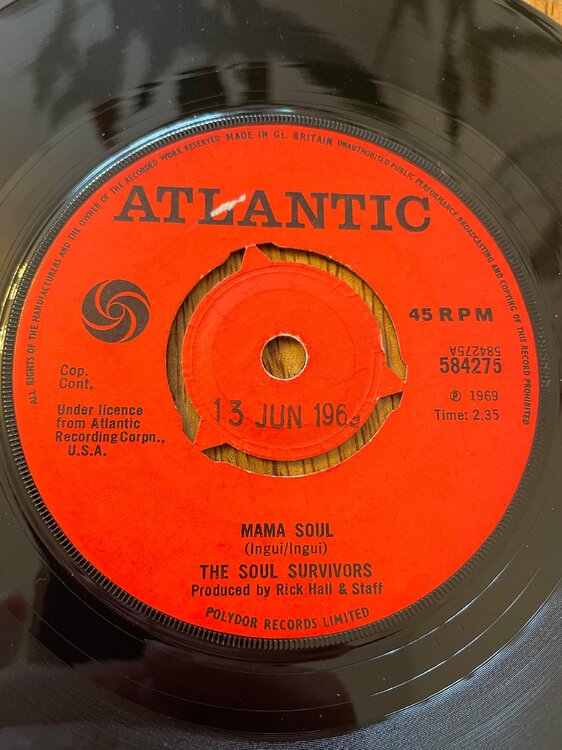 ALL RIGHTS OF THE MANUFACTURERS AND THE OWNER OF THE RECORDED WORK RESERVED MADE IN Gt. BRITAIN UNAUTHORISED PUBLIC PERFORMANCE BROADCASTING AND COPYING OF THIS RECORD PROHIBITED
ATLANTIC
45 RPM
584275A
584275
Cop.
Cont.
℗ 1969
Time: 2.35
Under licence
from Atlantic
Recording Corpn.,
U.S.A.
13 JUN 1969
MAMA SOUL
(Ingui/Ingui)
THE SOUL SURVIVORS
Produced by Rick Hall & Staff
POLYDOR RECORDS LIMITED